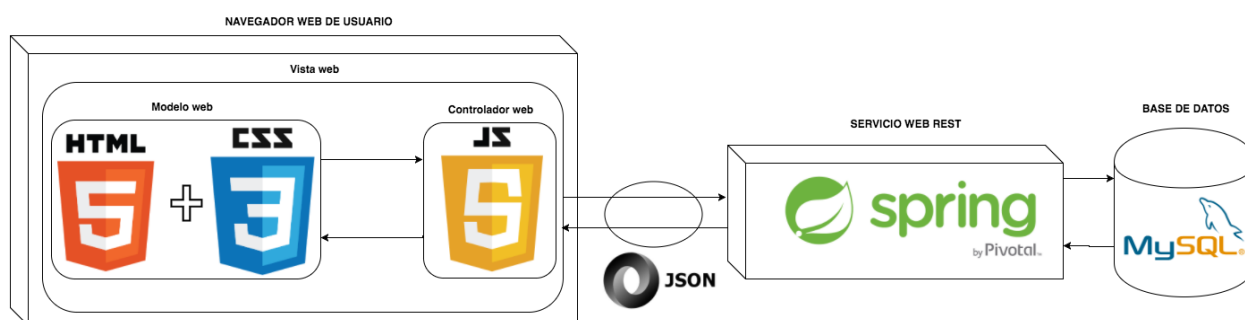 NAVEGADOR WEB DE USUARIO
Vista web
Modelo web
Controlador web
HTML
5
CSS
3
JS
5
JSON
SERVICIO WEB REST
spring
by Pivotal™
BASE DE DATOS
MySQL®